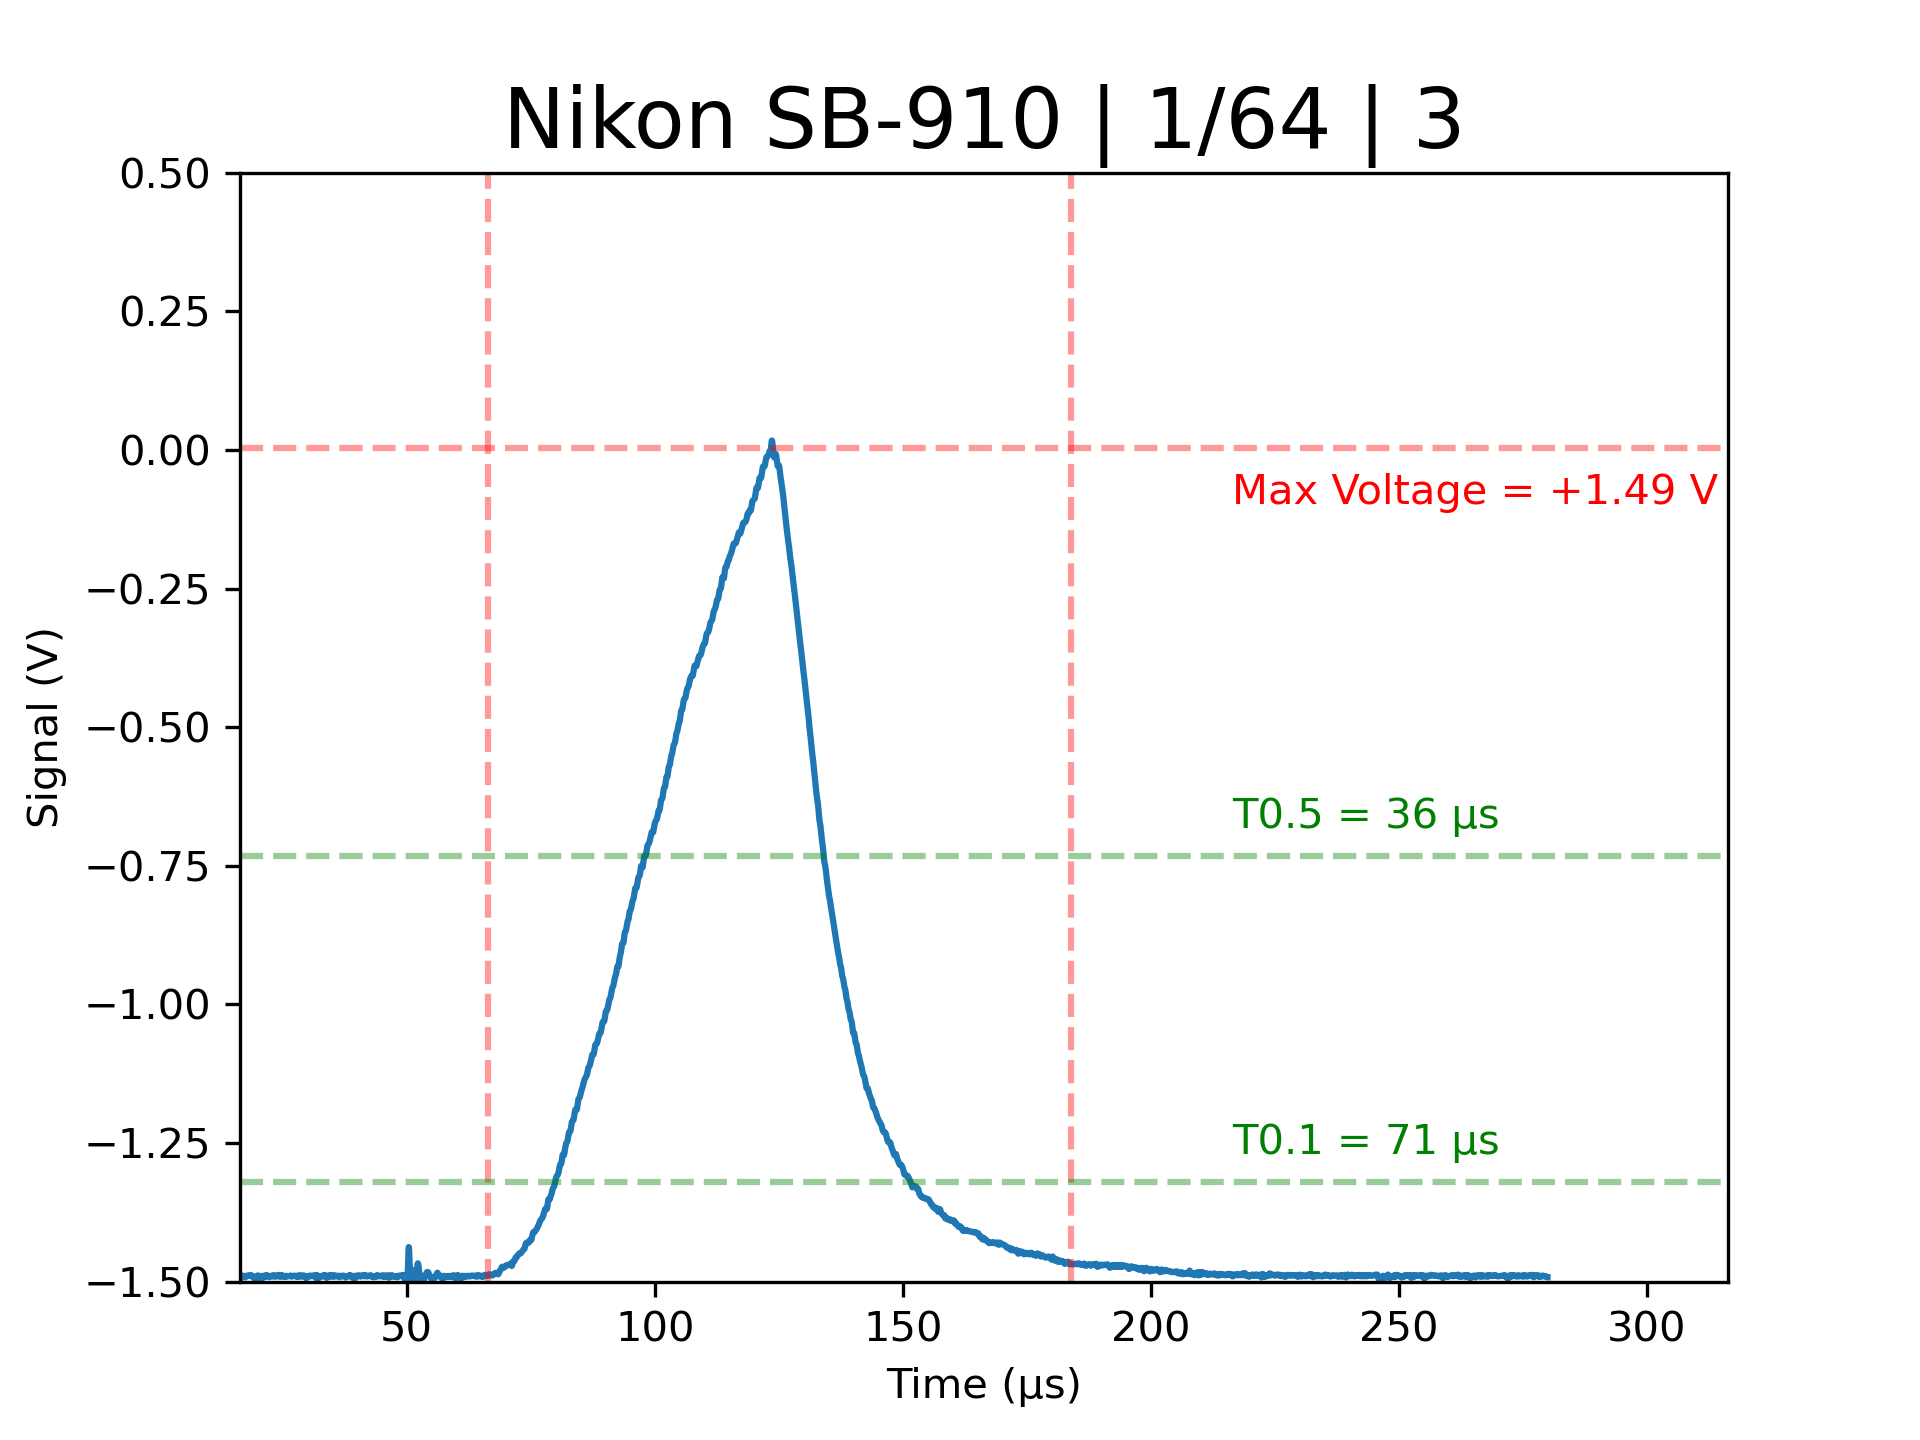 Nikon SB-910 | 1/64 | 3
0.50
0.25
0.00
Max Voltage = +1.49 V
−0.25
−0.50
Signal (V)
T0.5 = 36 µs
−0.75
−1.00
T0.1 = 71 µs
−1.25
−1.50
50 100 150 200 250 300
Time (µs)